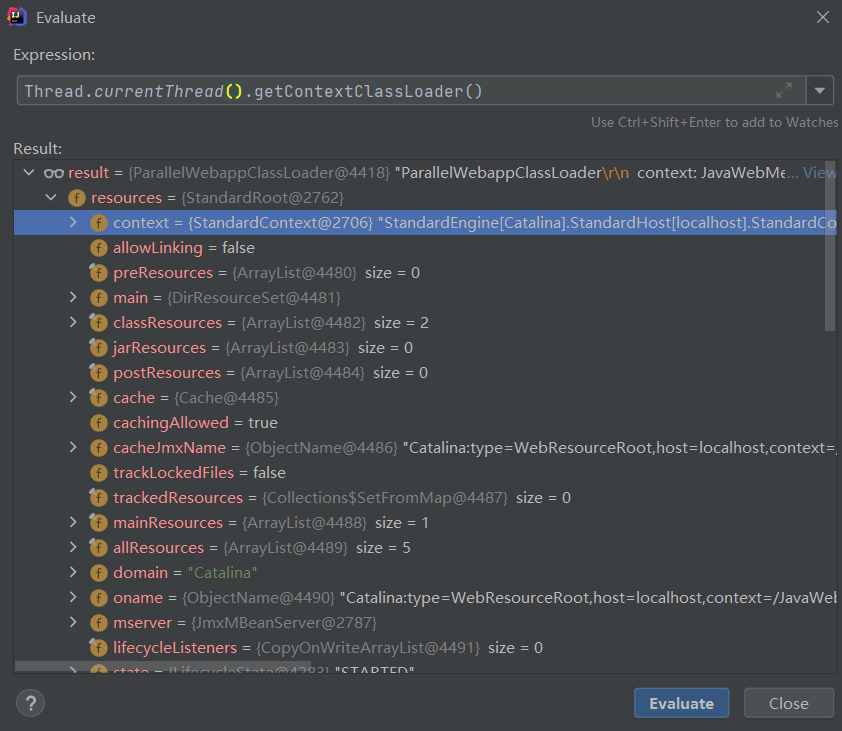 Evaluate
Expression:
Thread.currentThread().getContextClassLoader()
Use Ctrl+Shift+Enter to add to Watches
Result:
result = {ParallelWebappClassLoader@4418} "ParallelWebappClassLoader\r\n context: JavaWebMe... View
resources = {StandardRoot@2762}
context = {StandardContext@2706} "StandardEngine[Catalina].StandardHost[localhost].StandardCo
allowLinking = false
preResources = {ArrayList@4480} size = 0
main = {DirResourceSet@4481}
classResources = {ArrayList@4482} size = 2
jarResources = {ArrayList@4483} size = 0
postResources = {ArrayList@4484} size = 0
cache = {Cache@4485}
cachingAllowed = true
cacheJmxName = {ObjectName@4486} "Catalina:type=WebResourceRoot,host=localhost,context=/
trackLockedFiles = false
trackedResources = {Collections$SetFromMap@4487} size = 0
mainResources = {ArrayList@4488} size = 1
allResources = {ArrayList@4489} size = 5
domain = "Catalina"
oname = {ObjectName@4490} "Catalina:type=WebResourceRoot,host=localhost,context=/JavaWeb
mserver = {JmxMBeanServer@2787}
lifecycleListeners = {CopyOnWriteArrayList@4491} size = 0
state = {LifecycleState@4283} "STARTED"
?
Evaluate
Close